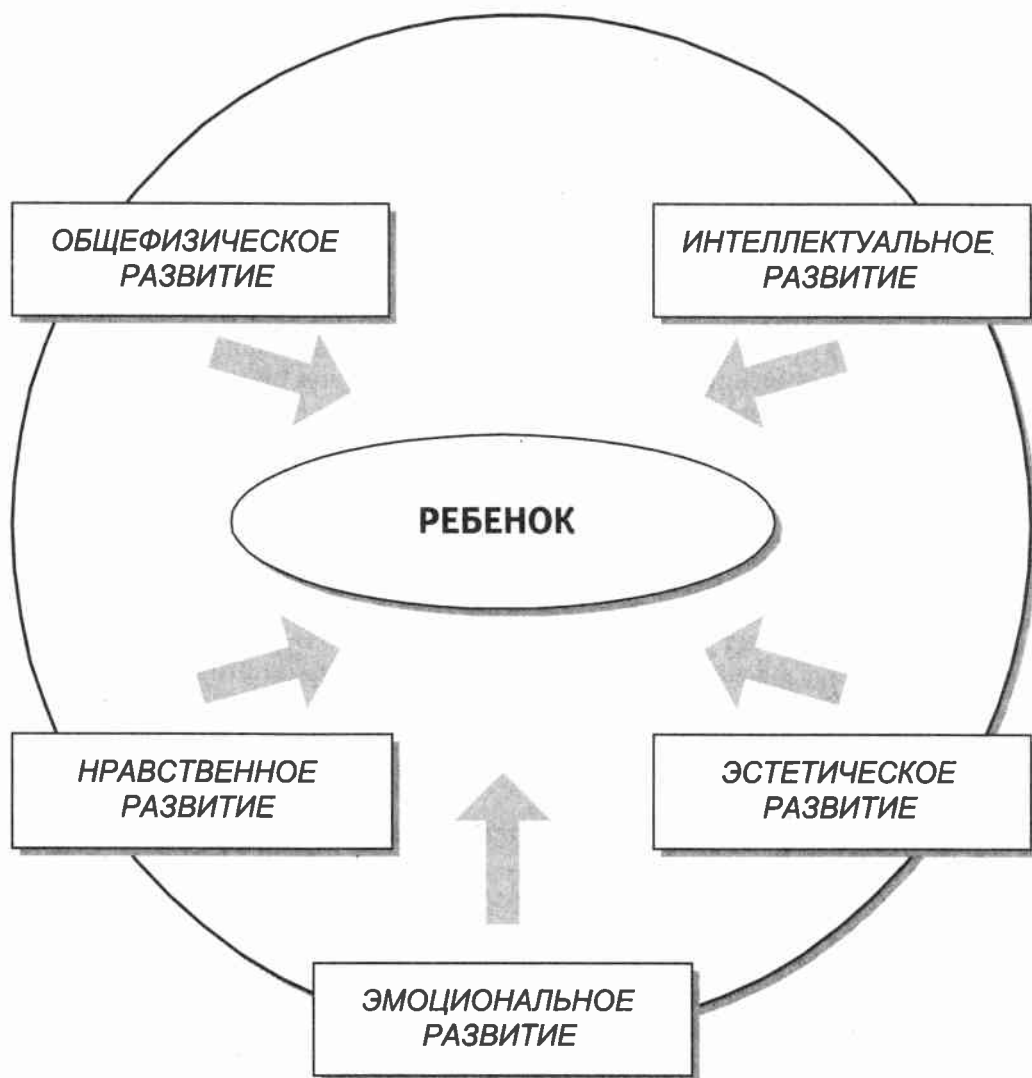 ОБЩЕФИЗИЧЕСКОЕ
РАЗВИТИЕ
ИНТЕЛЛЕКТУАЛЬНОЕ
РАЗВИТИЕ
РЕБЕНОК
НРАВСТВЕННОЕ
РАЗВИТИЕ
ЭСТЕТИЧЕСКОЕ
РАЗВИТИЕ
ЭМОЦИОНАЛЬНОЕ
РАЗВИТИЕ